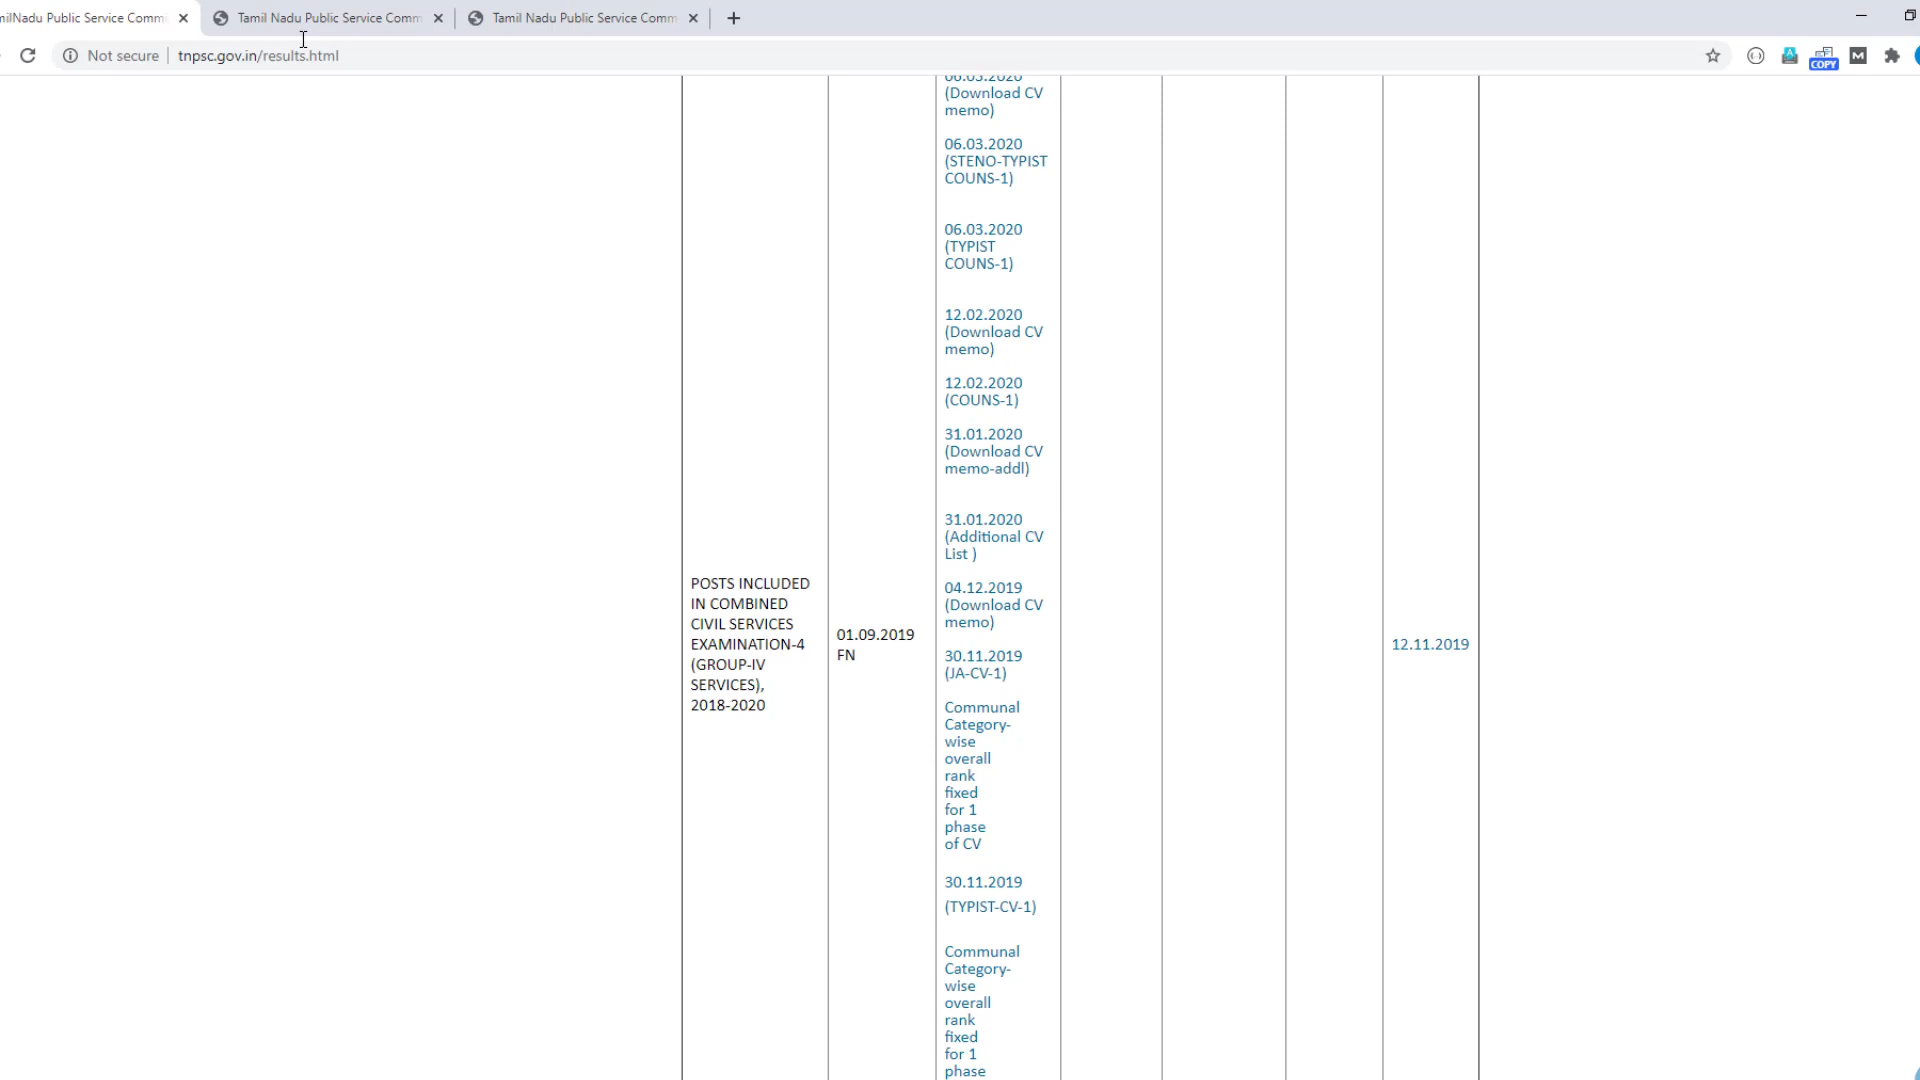 milNadu Public Service Commi
Tamil Nadu Public Service Comm
Tamil Nadu Public Service Comm
Not secure
tnpsc.gov.in/results.html
COPY
M
06.03.2020
(Download CV
memo)
06.03.2020
(STENO-TYPIST
COUNS-1)
06.03.2020
(TYPIST
COUNS-1)
12.02.2020
(Download CV
memo)
12.02.2020
(COUNS-1)
31.01.2020
(Download CV
memo-addl)
31.01.2020
(Additional CV
List )
04.12.2019
(Download CV
memo)
30.11.2019
(JA-CV-1)
Communal
Category-
wise
overall
rank
fixed
for 1
phase
of CV
30.11.2019
(TYPIST-CV-1)
Communal
Category-
wise
overall
rank
fixed
for 1
phase
POSTS INCLUDED
IN COMBINED
CIVIL SERVICES
EXAMINATION-4
(GROUP-IV
SERVICES),
2018-2020
01.09.2019
FN
12.11.2019